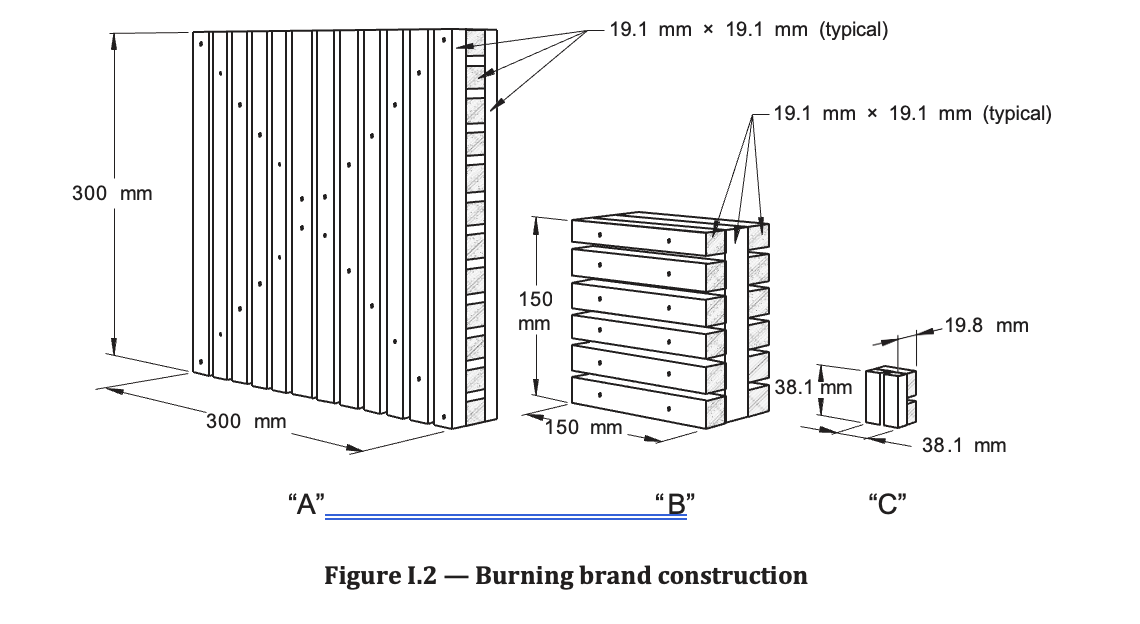 19.1 mm × 19.1 mm (typical)
19.1 mm × 19.1 mm (typical)
300 mm
150
mm
19.8 mm
38.1 mm
300 mm
150 mm
38.1 mm
“A”
“B”
“C”
Figure I.2 — Burning brand construction